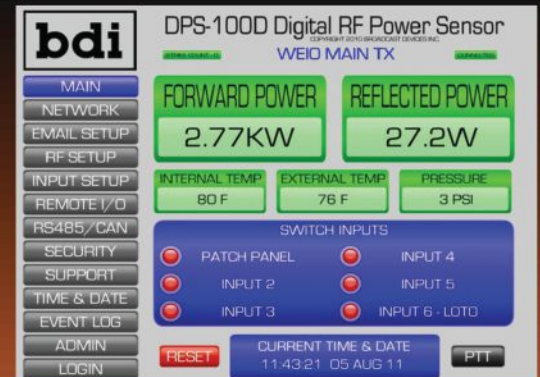 bdi
DPS-100D Digital RF Power Sensor
COPYRIGHT 2010 BROADCAST DEVICES INC.
WEIO MAIN TX
CONNECTED
MAIN
NETWORK
EMAIL SETUP
RF SETUP
INPUT SETUP
REMOTE I/O
RS485/CAN
SECURITY
SUPPORT
TIME & DATE
EVENT LOG
ADMIN
LOGIN
FORWARD POWER
2.77KW
REFLECTED POWER
27.2W
INTERNAL TEMP
80 F
EXTERNAL TEMP
76 F
PRESSURE
3 PSI
SWITCH INPUTS
PATCH PANEL
INPUT 2
INPUT 3
INPUT 4
INPUT 5
INPUT 6 - LOTO
RESET
CURRENT TIME & DATE
11:43:21 05 AUG 11
PTT